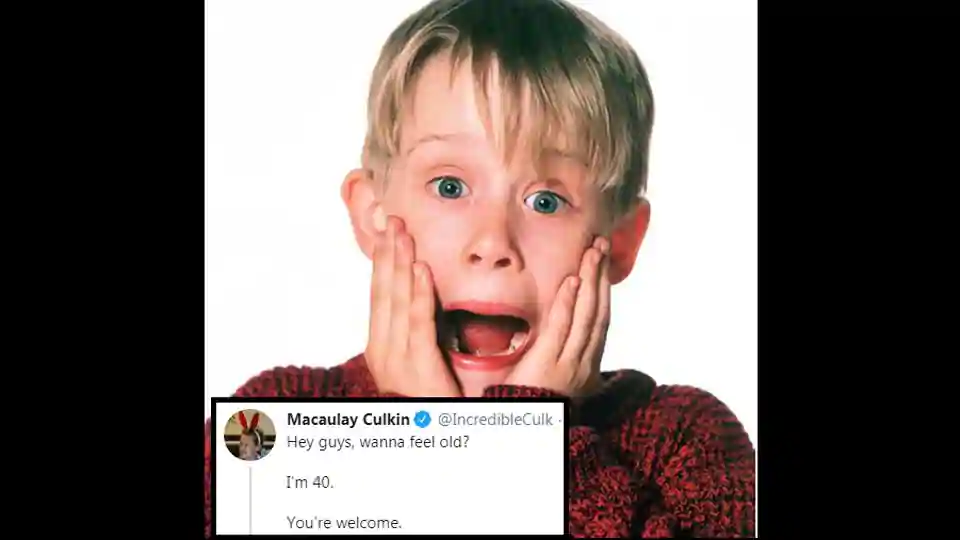 Macaulay Culkin @IncredibleCulk ·
Hey guys, wanna feel old?
I'm 40.
You're welcome.